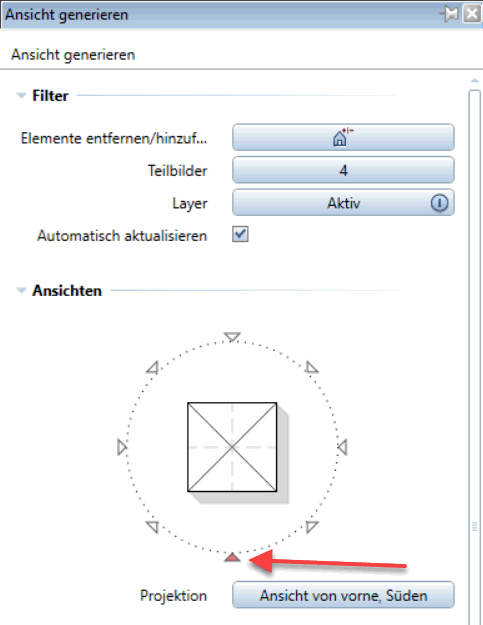 Ansicht generieren
Ansicht generieren
Filter
Elemente entfernen/hinzuf...
Teilbilder 4
Layer Aktiv
Automatisch aktualisieren
Ansichten
Projektion Ansicht von vorne, Süden